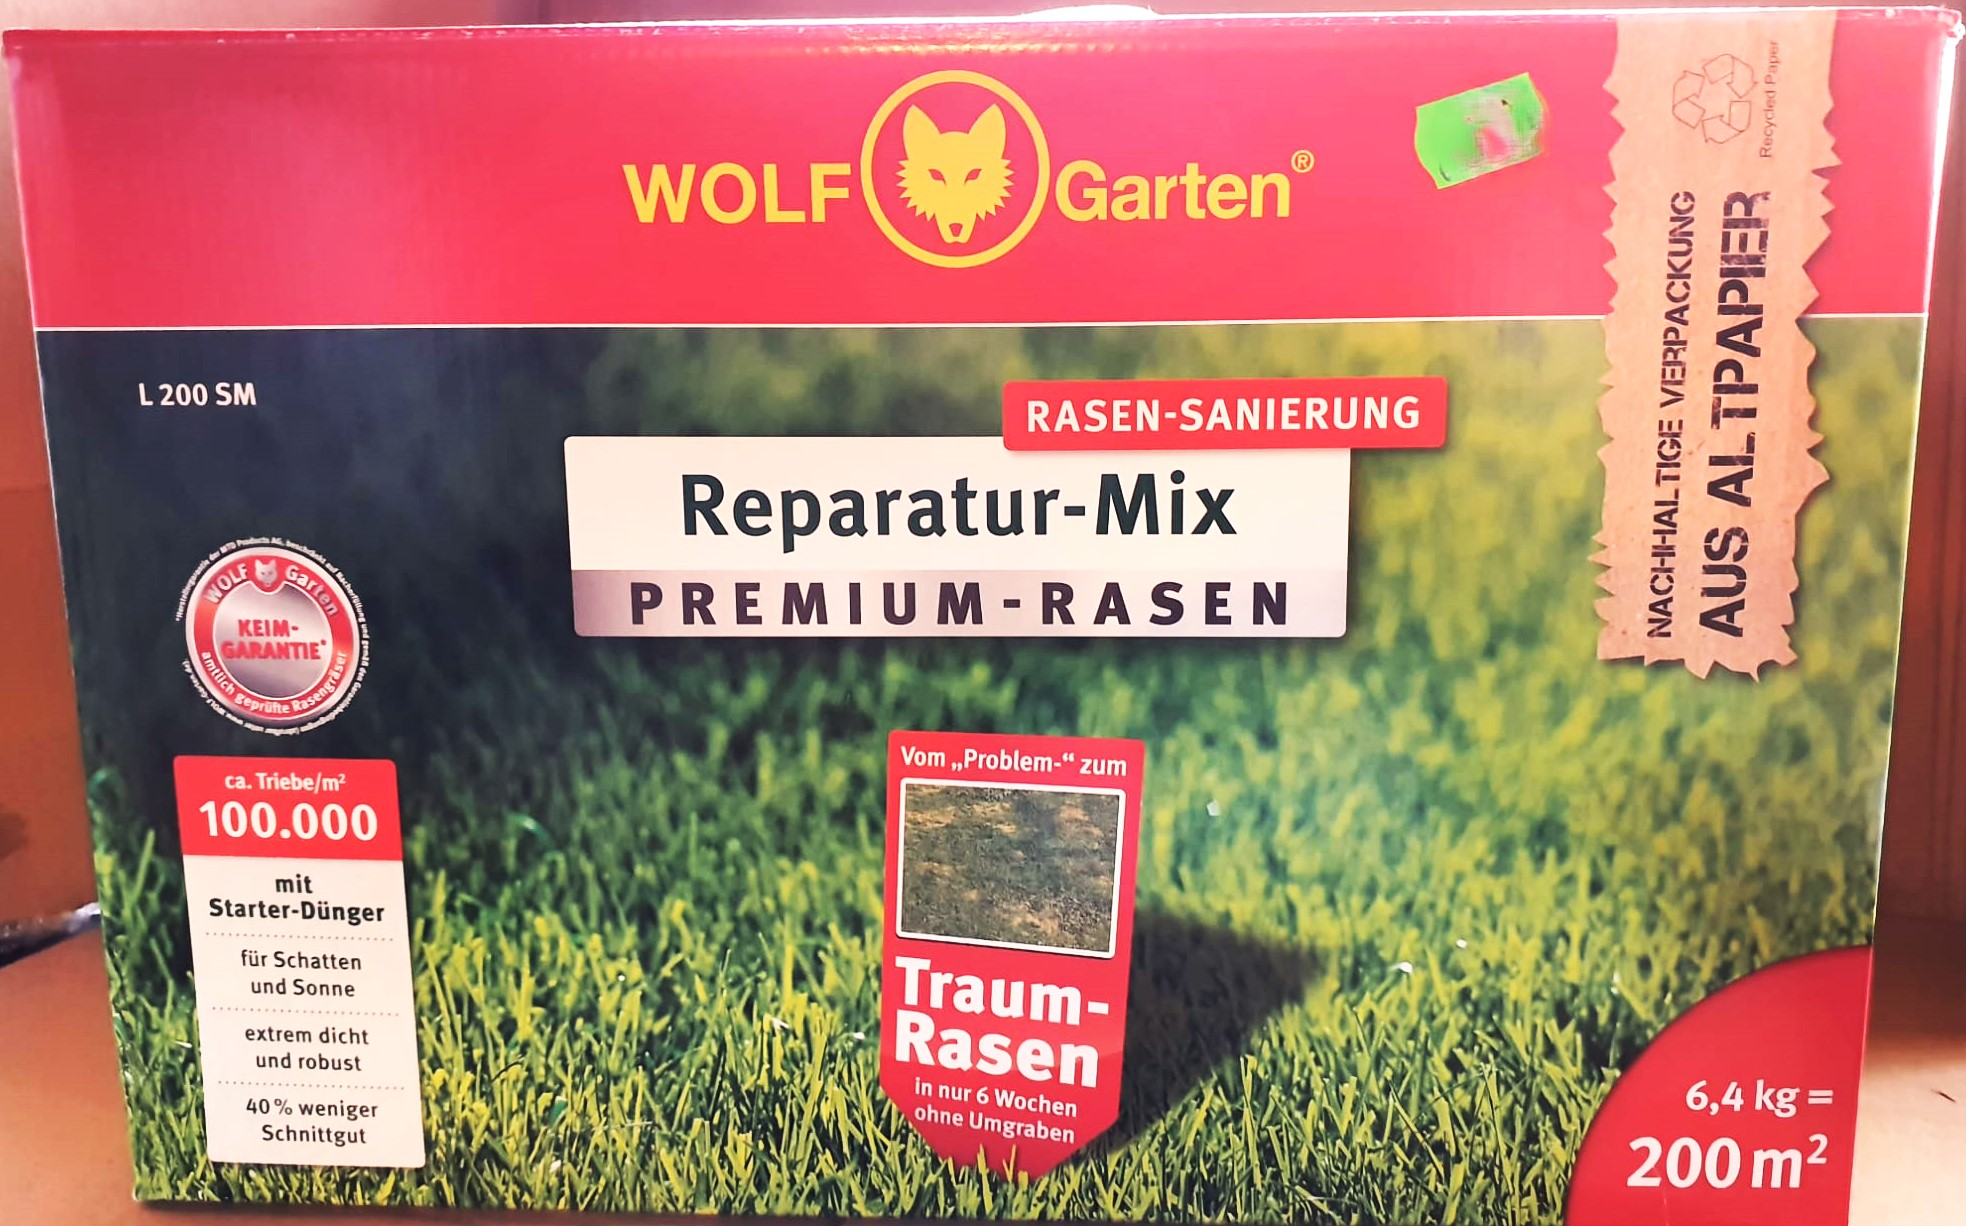 WOLF Garten®
Recycled Paper
NACHHALTIGE VERPACKUNG
AUS ALTPAPIER
L 200 SM
RASEN-SANIERUNG
Reparatur-Mix
PREMIUM-RASEN
WOLF Garten
KEIM-
GARANTIE*
amtlich geprüfte Rasengräser
ca. Triebe/m²
100.000
mit
Starter-Dünger
für Schatten
und Sonne
extrem dicht
und robust
40% weniger
Schnittgut
Vom „Problem-“ zum
Traum-
Rasen
in nur 6 Wochen
ohne Umgraben
6,4 kg =
200 m²